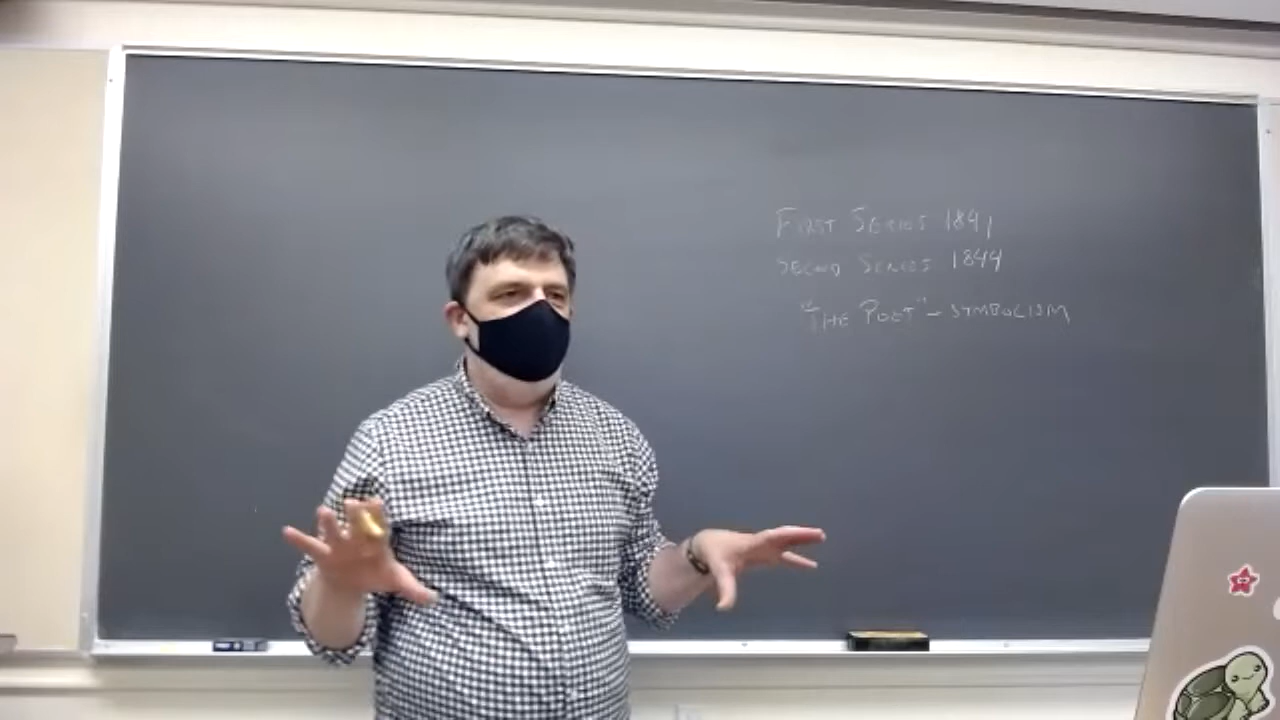 FIRST SERIES 1841
SECOND SERIES 1844
"THE POET" - SYMBOLISM